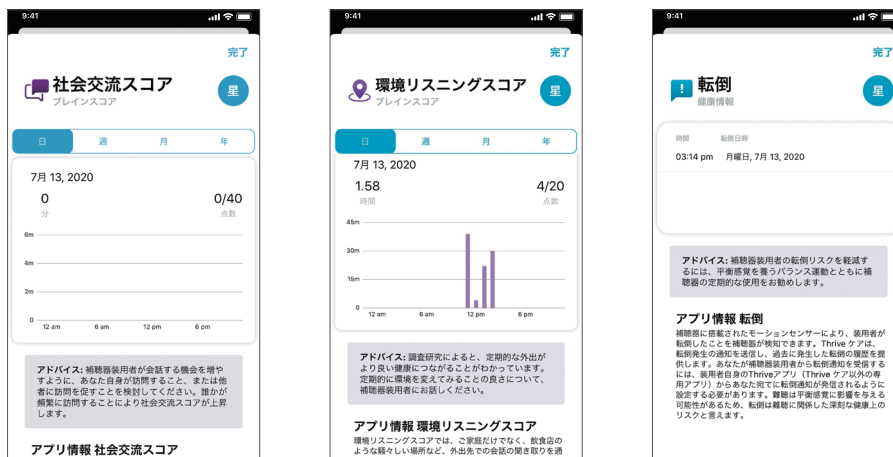 9:41
完了
社会交流スコア
ブレインスコア
星
日 週 月 年
7月 13, 2020
0 0/40
分 点数
6m
4m
2m
0
12 am 6 am 12 pm 6 pm
アドバイス: 補聴器装用者が会話する機会を増や
すように、あなた自身が訪問すること、または他
者に訪問を促すことを検討してください。誰かが
頻繁に訪問することにより社会交流スコアが上昇
します。
アプリ情報 社会交流スコア
9:41
完了
環境リスニングスコア
ブレインスコア
星
日 週 月 年
7月 13, 2020
1.58 4/20
時間 点数
45m
30m
15m
0
12 am 6 am 12 pm 6 pm
アドバイス: 調査研究によると、定期的な外出が
より良い健康につながることがわかっています。
定期的に環境を変えてみることの良さについて、
補聴器装用者にお話しください。
アプリ情報 環境リスニングスコア
環境リスニングスコアでは、ご家庭だけでなく、飲食店の
ような騒々しい場所など、外出先での会話の聞き取りを通
9:41
完了
転倒
健康情報
星
時間 転倒日時
03:14 pm 月曜日, 7月 13, 2020
アドバイス: 補聴器装用者の転倒リスクを軽減す
るには、平衡感覚を養うバランス運動とともに補
聴器の定期的な使用をお勧めします。
アプリ情報 転倒
補聴器に搭載されたモーションセンサーにより、装用者が
転倒したことを補聴器が検知できます。Thrive ケアは、
転倒発生の通知を送信し、過去に発生した転倒の履歴を提
供します。あなたが補聴器装用者から転倒通知を受信する
には、装用者自身のThriveアプリ（Thrive ケア以外の専
用アプリ）からあなた宛てに転倒通知が発信されるように
設定する必要があります。難聴は平衡感覚に影響を与える
可能性があるため、転倒は難聴に関係した深刻な健康上の
リスクと言えます。